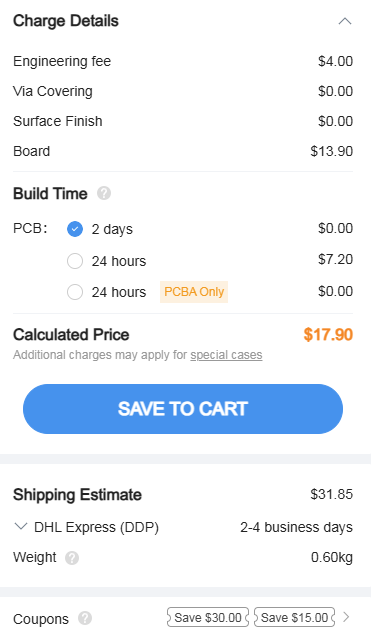 Charge Details
Engineering fee $4.00
Via Covering $0.00
Surface Finish $0.00
Board $13.90
Build Time ?
PCB: 2 days $0.00
24 hours $7.20
24 hours PCBA Only $0.00
Calculated Price $17.90
Additional charges may apply for special cases
SAVE TO CART
Shipping Estimate $31.85
DHL Express (DDP) 2-4 business days
Weight ? 0.60kg
Coupons ? Save $30.00 Save $15.00